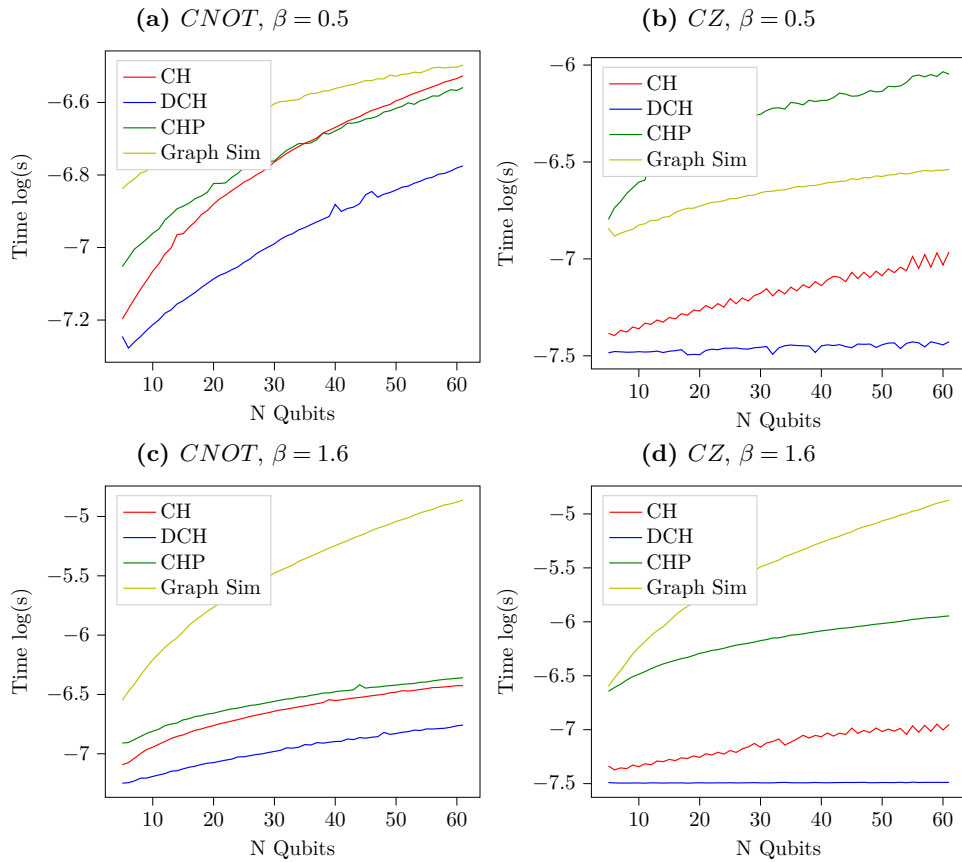 (a) CNOT, β = 0.5
CH
DCH
CHP
Graph Sim
−6.6
−6.8
−7
−7.2
Time log(s)
10 20 30 40 50 60
N Qubits
(b) CZ, β = 0.5
CH
DCH
CHP
Graph Sim
−6
−6.5
−7
−7.5
Time log(s)
10 20 30 40 50 60
N Qubits
(c) CNOT, β = 1.6
CH
DCH
CHP
Graph Sim
−5
−5.5
−6
−6.5
−7
Time log(s)
10 20 30 40 50 60
N Qubits
(d) CZ, β = 1.6
CH
DCH
CHP
Graph Sim
−5
−5.5
−6
−6.5
−7
−7.5
Time log(s)
10 20 30 40 50 60
N Qubits